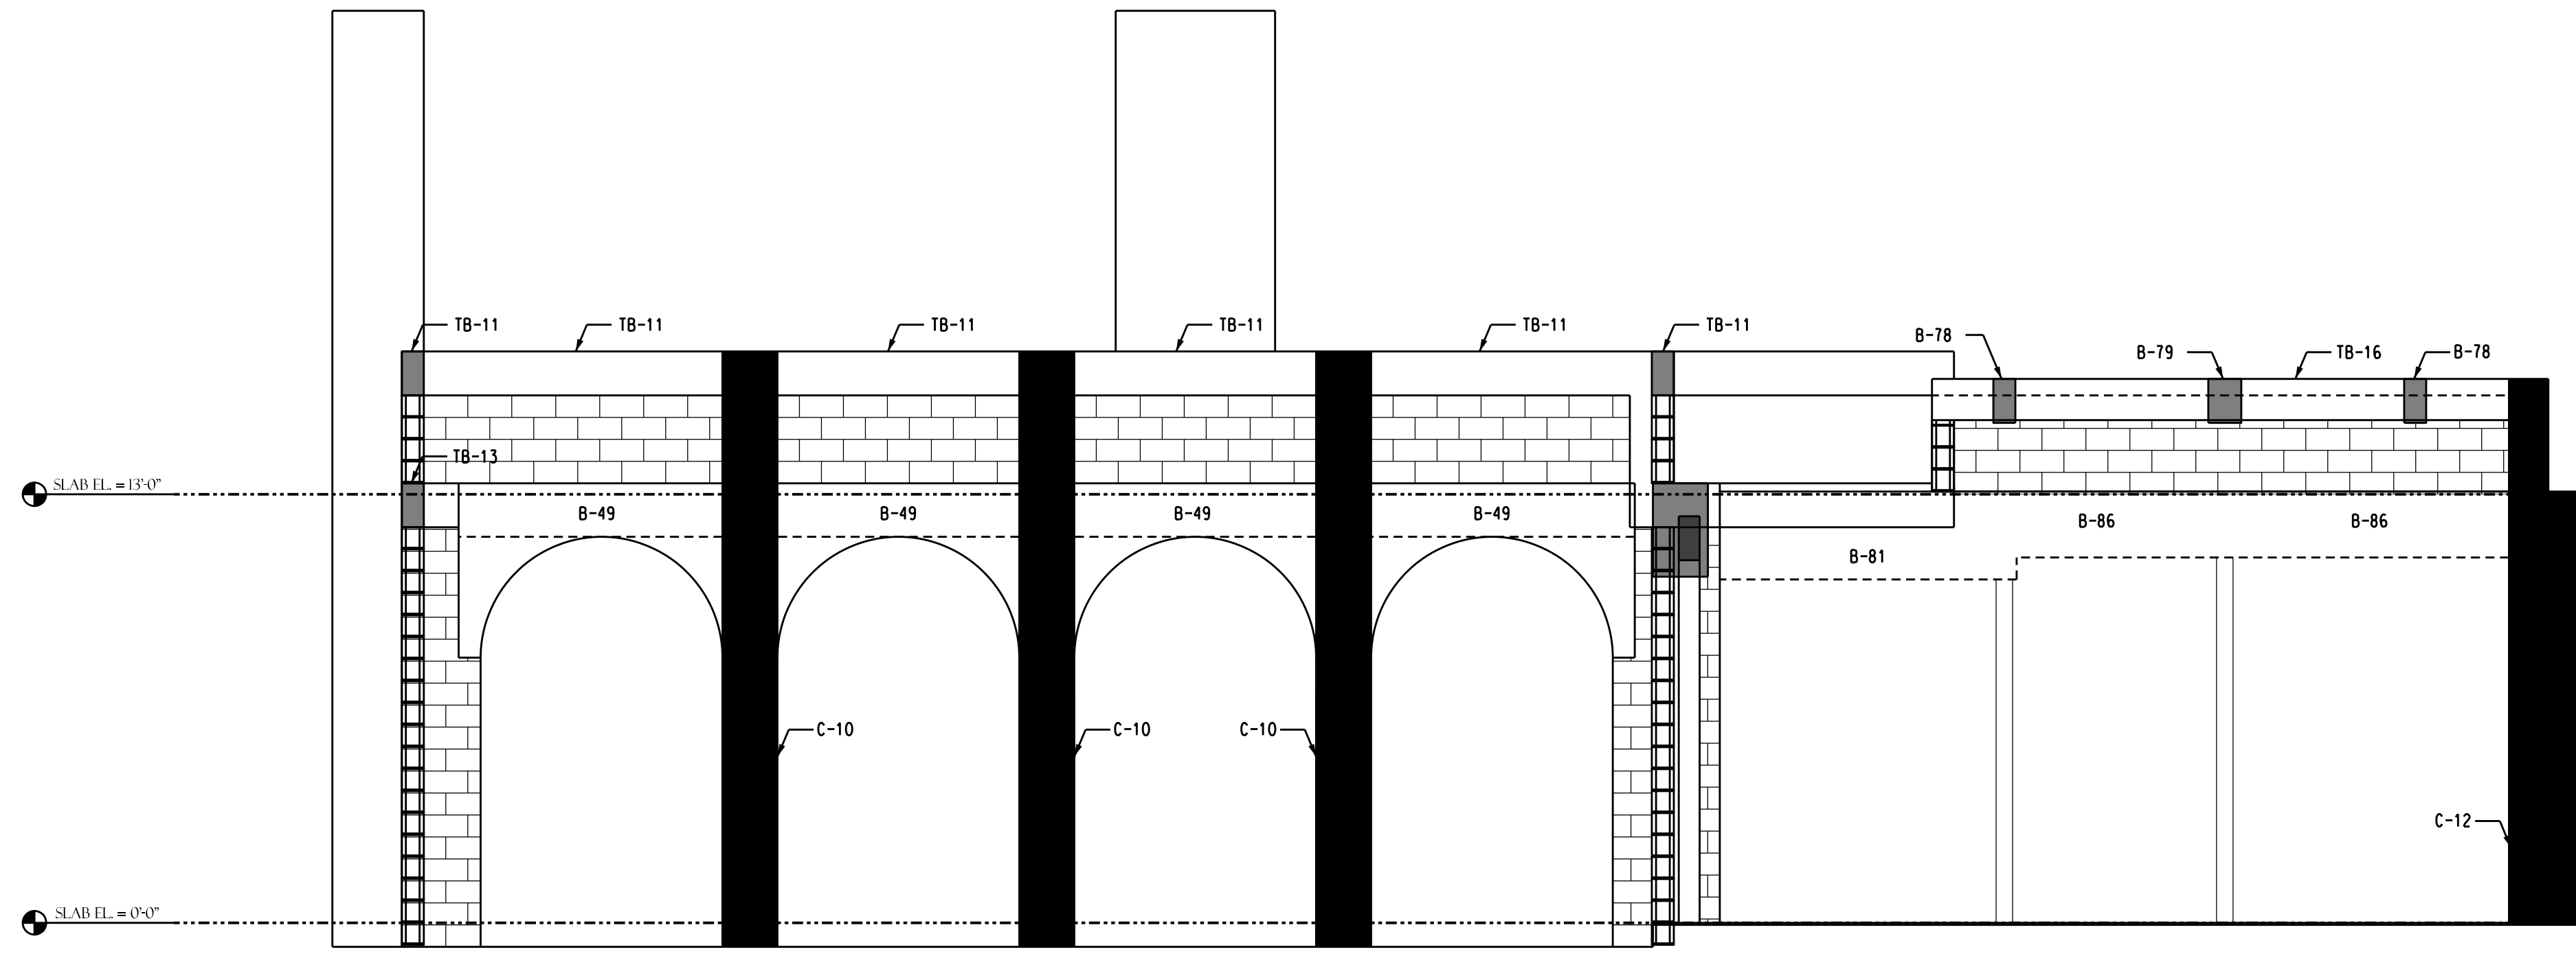 TB-11
TB-11
TB-11
TB-11
TB-11
TB-11
B-78
B-79
TB-16
B-78
TB-13
SLAB EL. = 13'-0"
B-49
B-49
B-49
B-49
B-86
B-86
B-81
C-10
C-10
C-10
C-12
SLAB EL. = 0'-0"